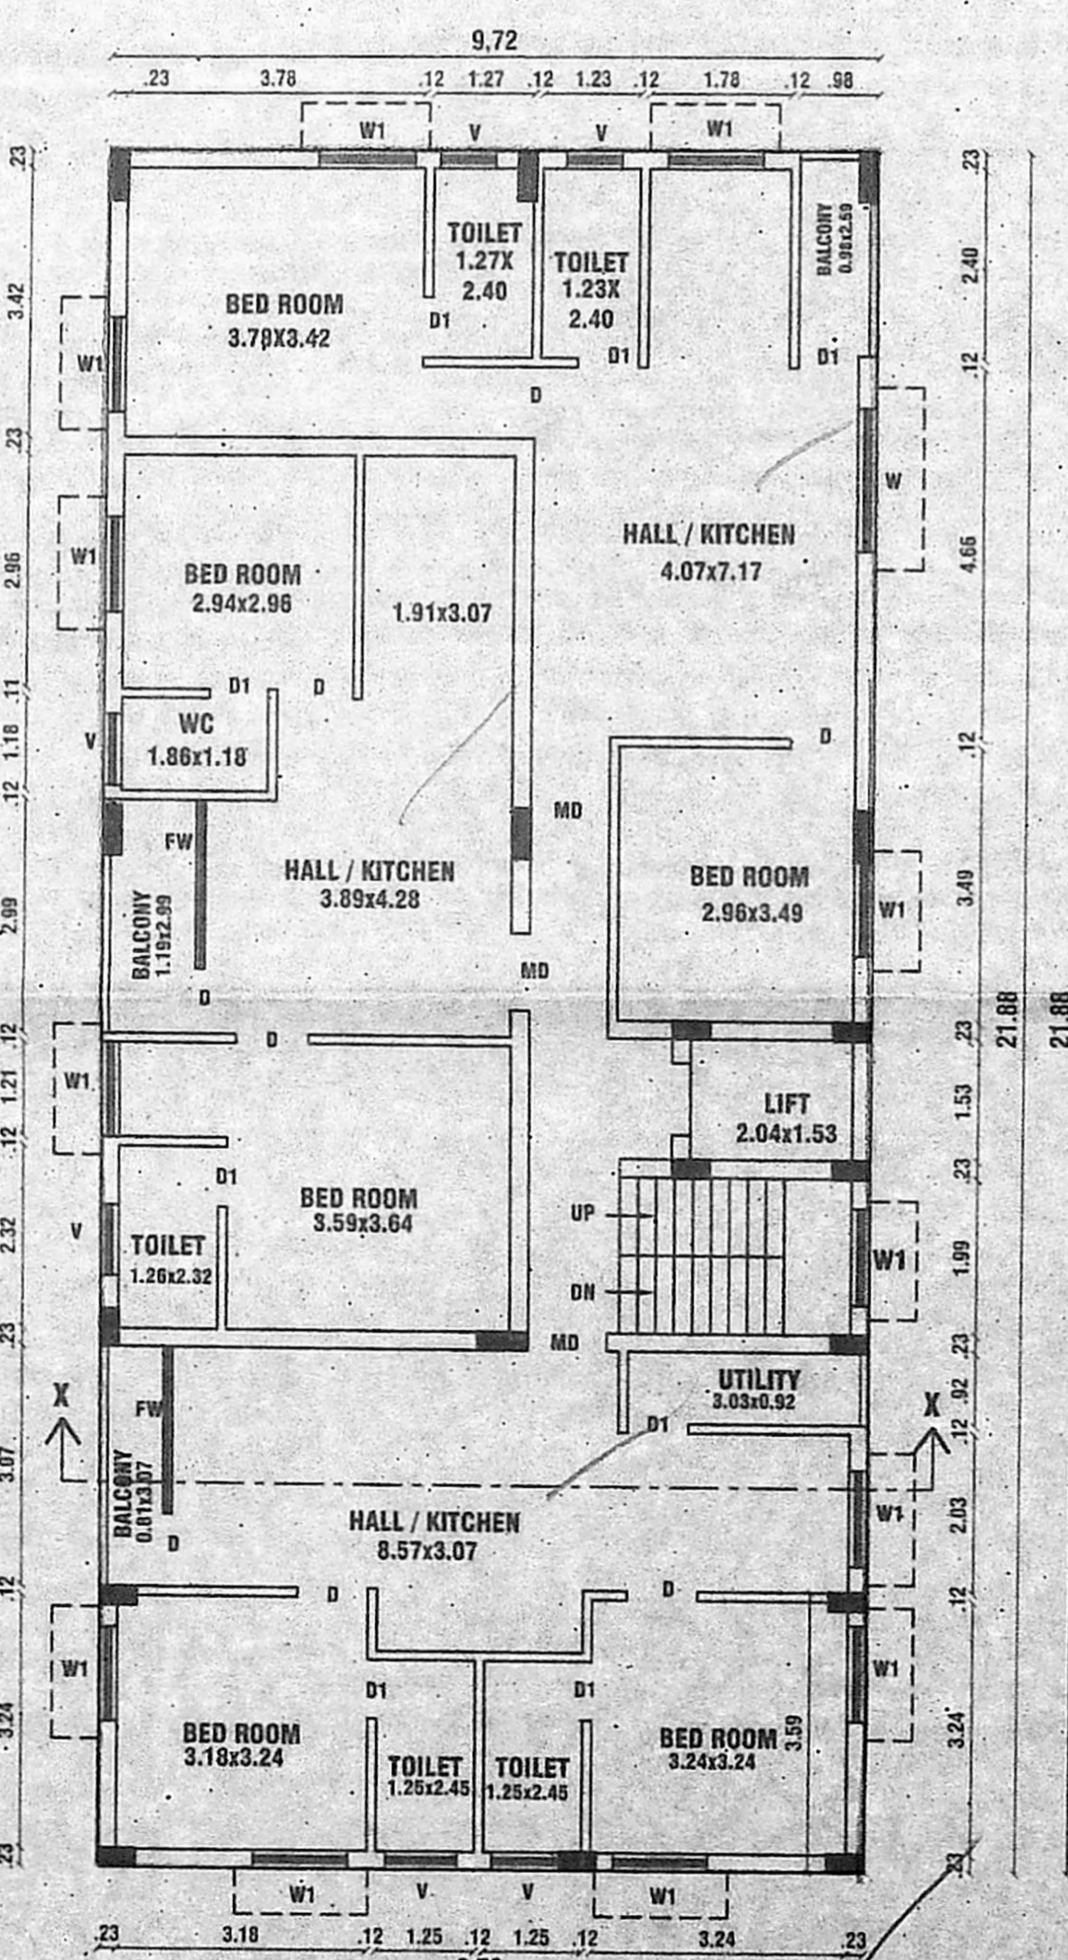 9,72
.23 3.78 .12 1.27 .12 1.23 .12 1.78 .12 .98
W1 V V W1
.23
.23
TOILET
1.27X
2.40
TOILET
1.23X
2.40
BALCONY
0.98x2.59
2.40
3.42
BED ROOM
3.79X3.42
D1
D1
D1
W1
.12
D
.23
W
HALL / KITCHEN
4.07x7.17
4.66
W1
2.96
BED ROOM
2.94x2.96
1.91x3.07
D1
D
.11
WC
1.86x1.18
V
1.18
D
.12
.12
MD
FW
HALL / KITCHEN
3.89x4.28
BED ROOM
2.96x3.49
3.49
W1
BALCONY
1.19x2.99
2.99
MD
D
21.88
21.88
.12
D
.23
W1
1.21
LIFT
2.04x1.53
1.53
.12
D1
.23
BED ROOM
3.59x3.64
UP
V
2.32
TOILET
1.26x2.32
W1
1.99
DN
.23
MD
.23
UTILITY
3.03x0.92
.92
X
X
FW
D1
.12
BALCONY
0.81x3.07
3.07
HALL / KITCHEN
8.57x3.07
W1
2.03
D
.12
D
D
.12
W1
W1
D1
D1
3.24
BED ROOM
3.18x3.24
TOILET
1.25x2.45
TOILET
1.25x2.45
BED ROOM
3.24x3.24
3.59
3.24
.23
.23
W1 V V W1
.23 3.18 .12 1.25 .12 1.25 .12 3.24 .23